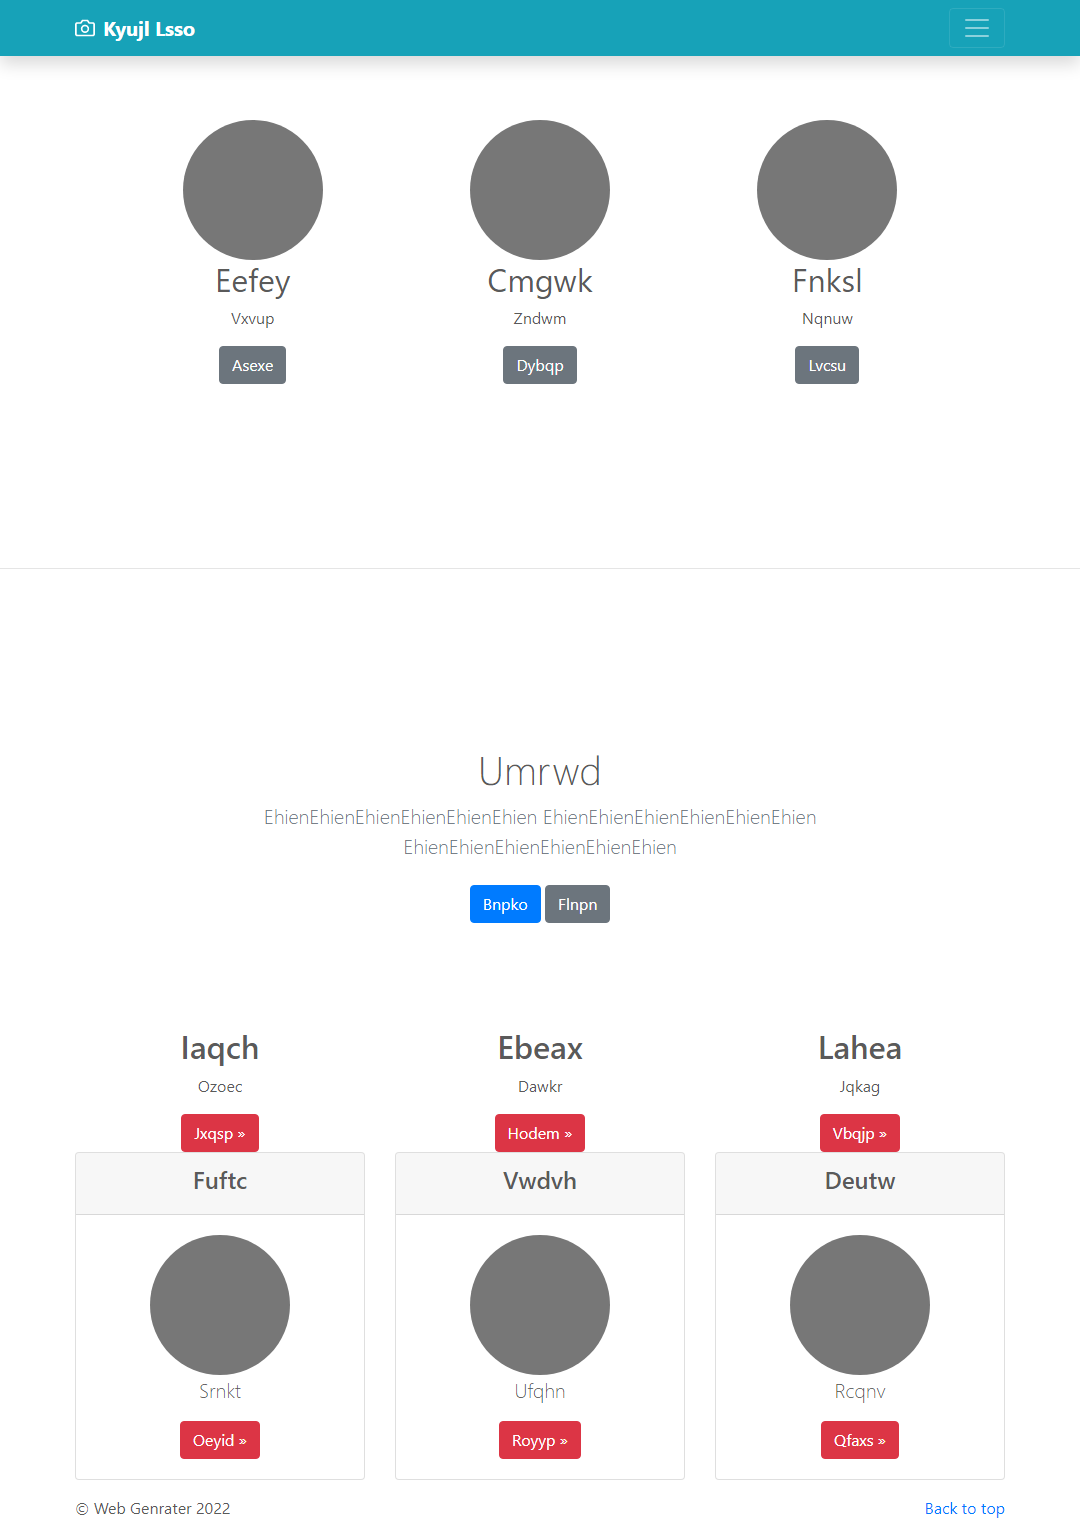 Kyujl Lsso
Eefey
Vxvup
Asexe
Cmgwk
Zndwm
Dybqp
Fnksl
Nqnuw
Lvcsu
Umrwd
EhienEhienEhienEhienEhienEhien EhienEhienEhienEhienEhienEhien
EhienEhienEhienEhienEhienEhien
Bnpko Flnpn
Iaqch
Ozoec
Jxqsp »
Ebeax
Dawkr
Hodem »
Lahea
Jqkag
Vbqjp »
Fuftc
Srnkt
Oeyid »
Vwdvh
Ufqhn
Royyp »
Deutw
Rcqnv
Qfaxs »
© Web Genrater 2022
Back to top